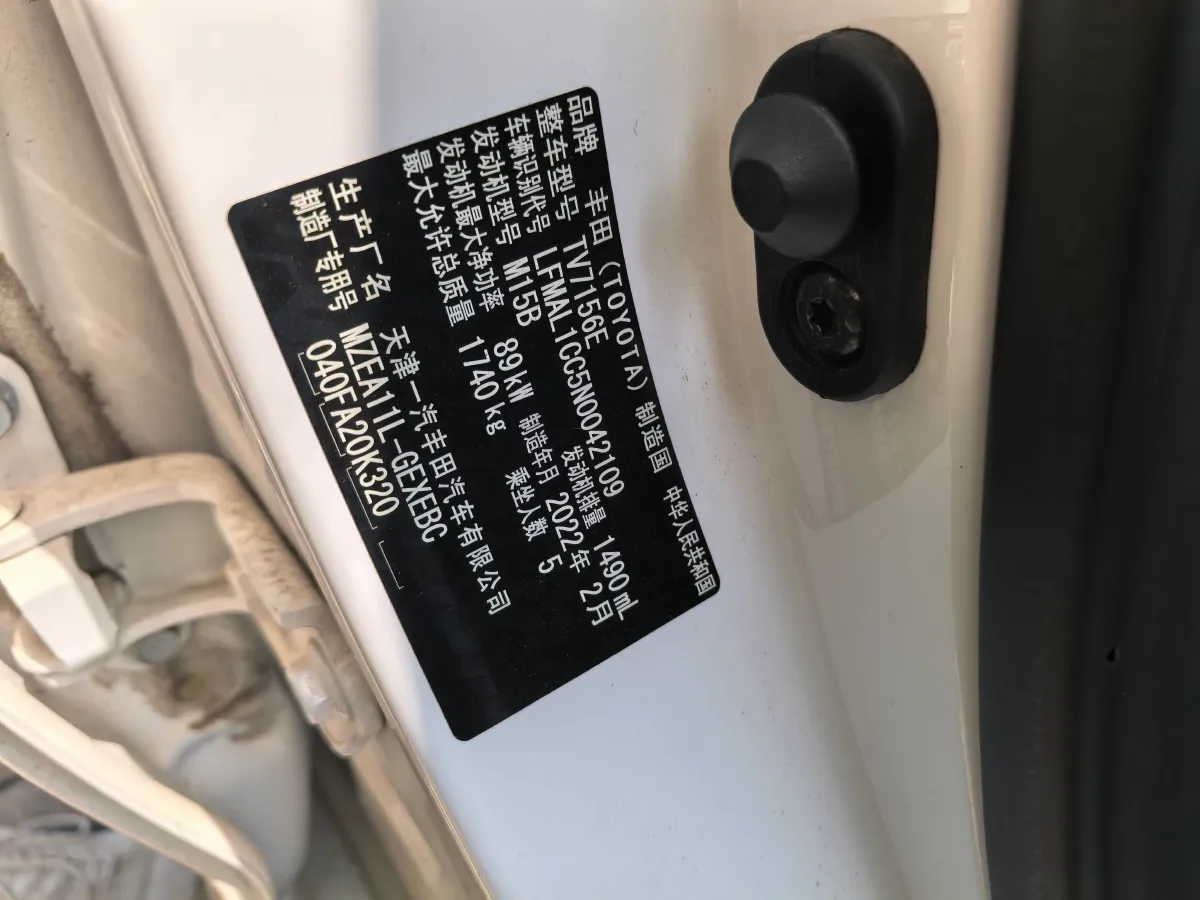 品牌 丰田（TOYOTA） 制造国 中华人民共和国
整车型号 TV7156E
车辆识别代号 LFMAL1CC5N0042109
发动机型号 M15B 发动机排量 1490mL
发动机最大净功率 89kW 制造年月 2022年 2月
最大允许总质量 1740kg 乘坐人数 5
生产厂名 天津一汽丰田汽车有限公司
制造厂专用号 MZEA11L-GEXEBC
040FA20K320